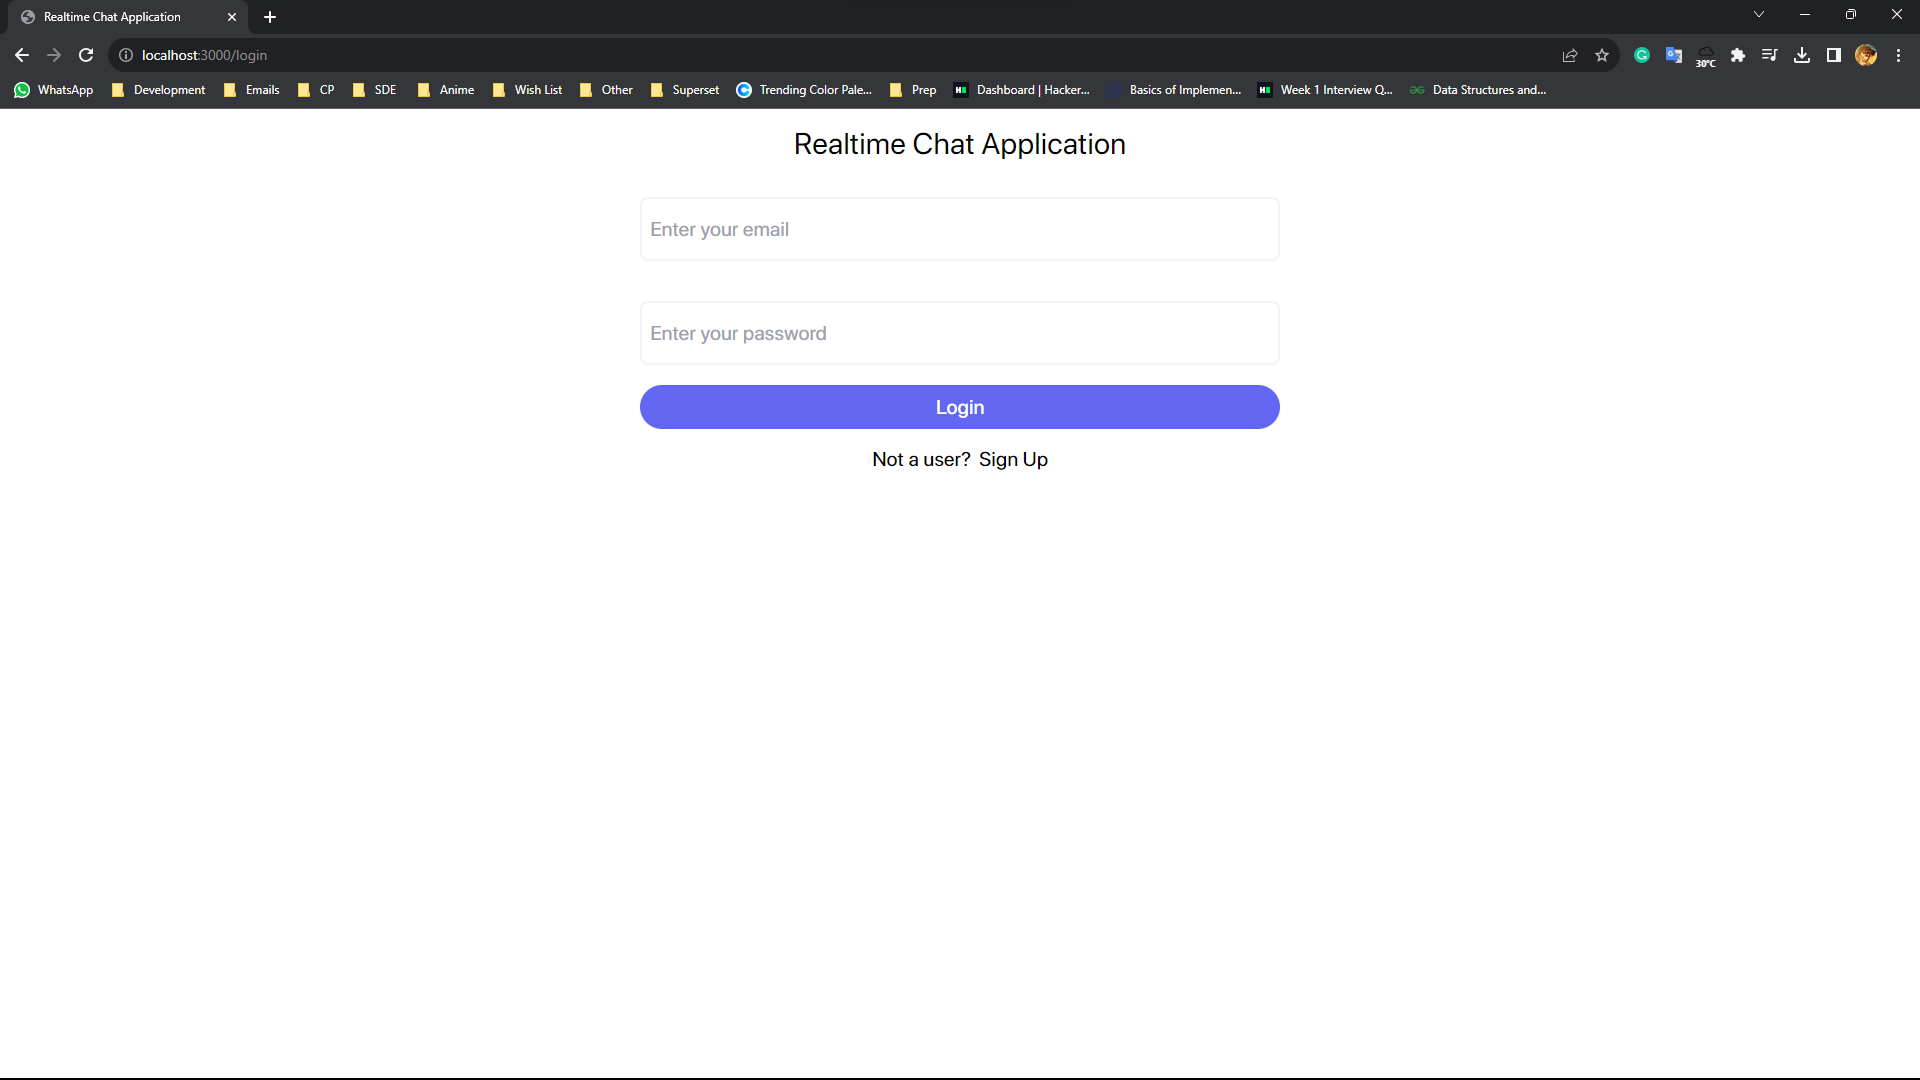 Realtime Chat Application
localhost:3000/login
30°C
WhatsApp Development Emails CP SDE Anime Wish List Other Superset Trending Color Pale... Prep Dashboard | Hacker... Basics of Implemen... Week 1 Interview Q... Data Structures and...
Realtime Chat Application
Enter your email
Enter your password
Login
Not a user? Sign Up